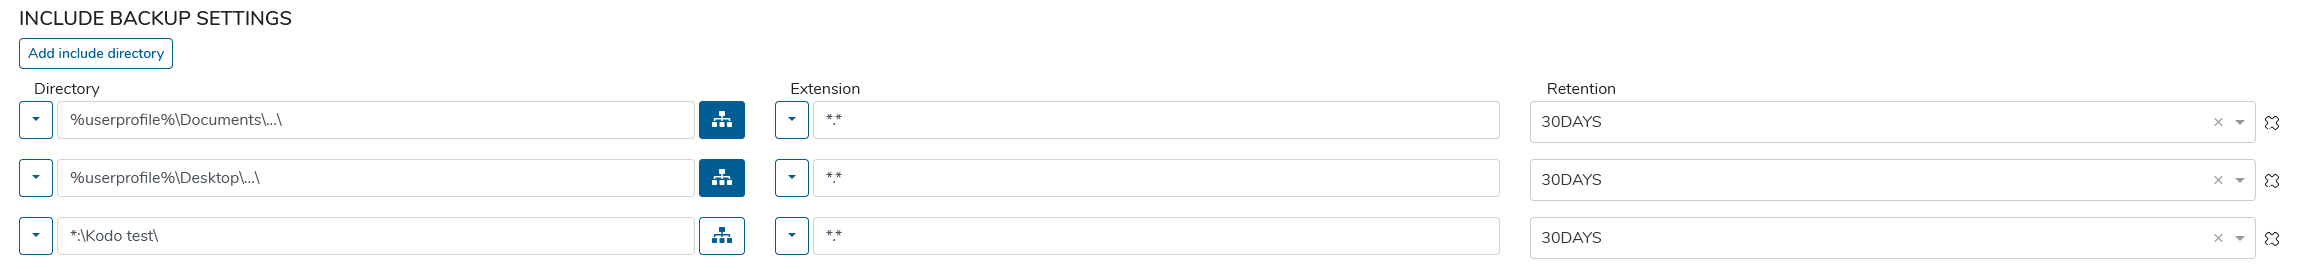 INCLUDE BACKUP SETTINGS
Add include directory
Directory Extension Retention
%userprofile%\Documents\...\ *.* 30DAYS
%userprofile%\Desktop\...\ *.* 30DAYS
*:\Kodo test\ *.* 30DAYS